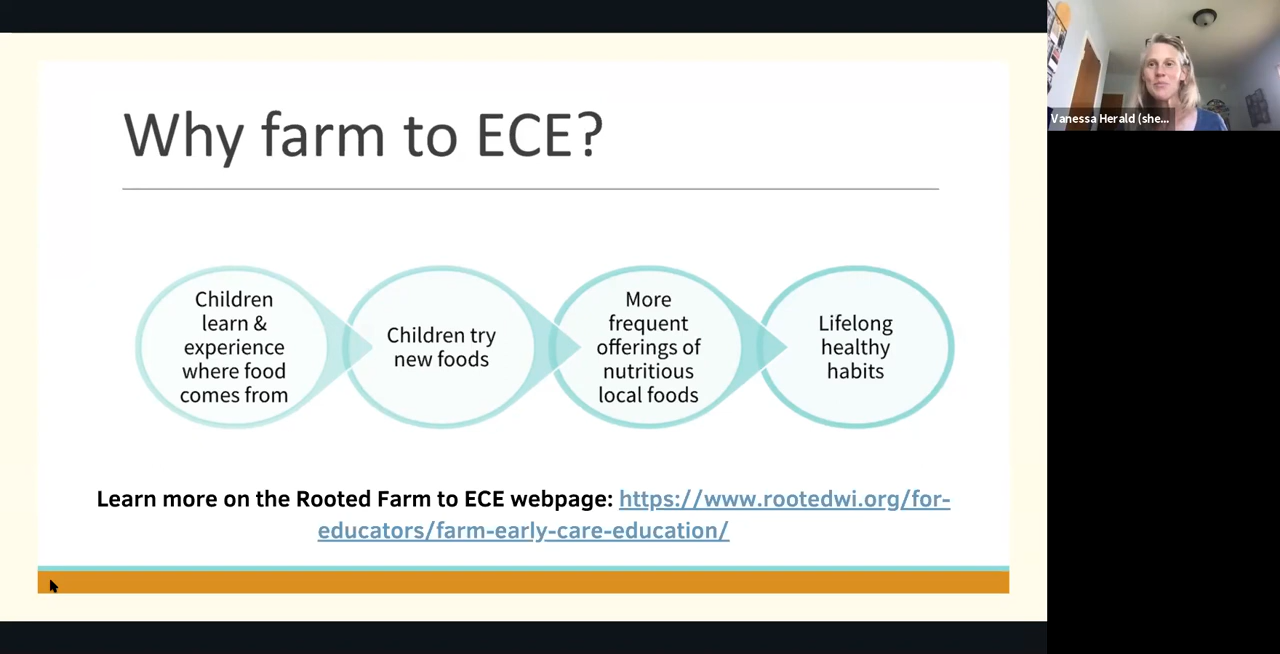 Why farm to ECE?
Children
learn &
experience
where food
comes from
Children try
new foods
More
frequent
offerings of
nutritious
local foods
Lifelong
healthy
habits
Learn more on the Rooted Farm to ECE webpage: https://www.rootedwi.org/for-
educators/farm-early-care-education/
Vanessa Herald (she...